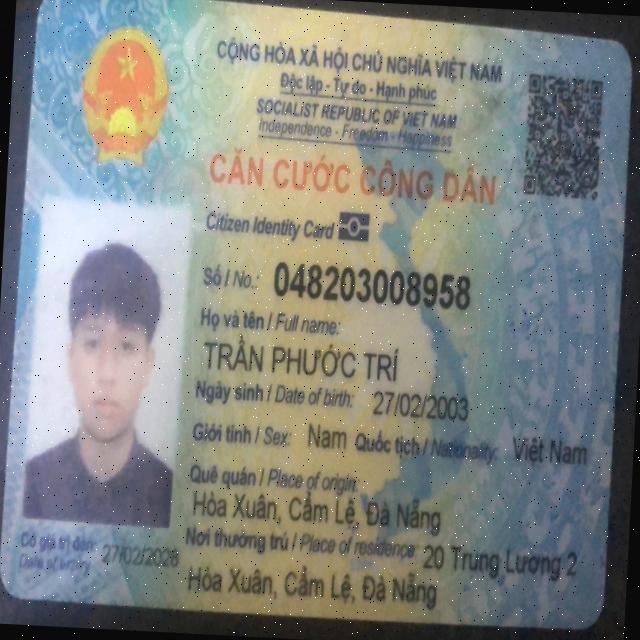 CỘNG HÒA XÃ HỘI CHỦ NGHĨA VIỆT NAM
Độc lập - Tự do - Hạnh phúc
SOCIALIST REPUBLIC OF VIET NAM
Independence - Freedom - Happiness
CĂN CƯỚC CÔNG DÂN
Citizen Identity Card
Số / No.: 048203008958
Họ và tên / Full name:
TRẦN PHƯỚC TRÍ
Ngày sinh / Date of birth: 27/02/2003
Giới tính / Sex: Nam Quốc tịch / Nationality: Việt Nam
Quê quán / Place of origin:
Hòa Xuân, Cẩm Lệ, Đà Nẵng
Nơi thường trú / Place of residence: 20 Trung Lương 2
Hòa Xuân, Cẩm Lệ, Đà Nẵng
Có giá trị đến: 27/02/2028
Date of expiry